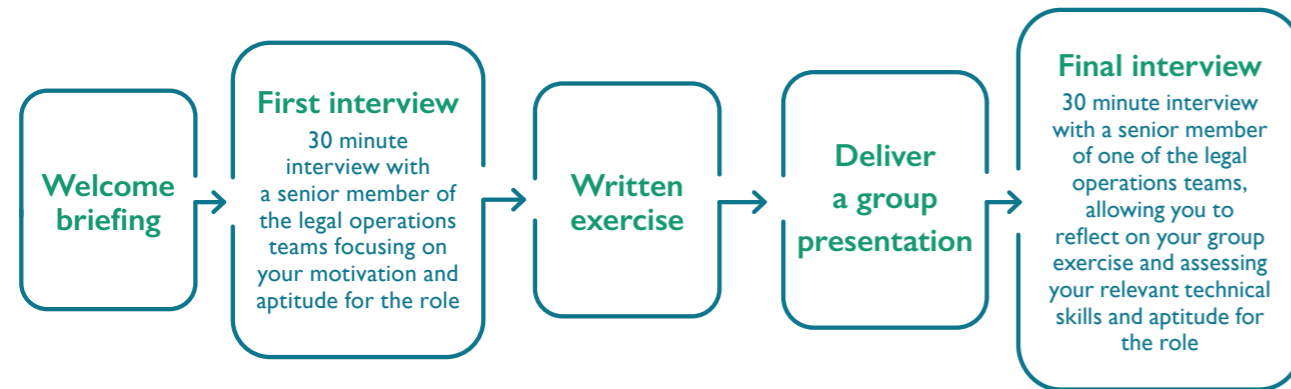 Welcome
briefing
First interview
30 minute
interview with
a senior member of
the legal operations
teams focusing on
your motivation and
aptitude for the role
Written
exercise
Deliver
a group
presentation
Final interview
30 minute interview
with a senior member
of one of the legal
operations teams,
allowing you to
reflect on your group
exercise and assessing
your relevant technical
skills and aptitude for
the role